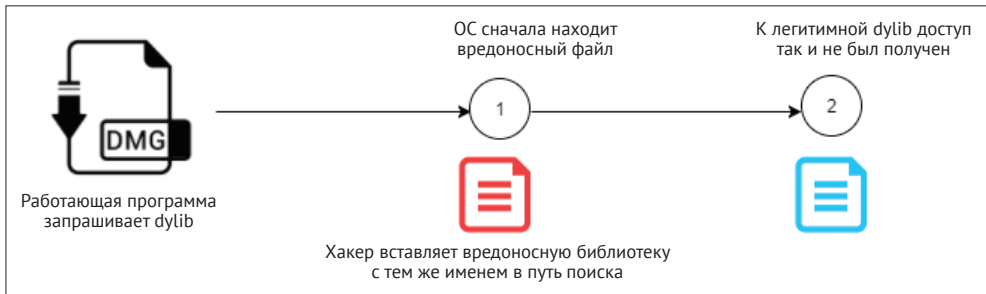 ОС сначала находит
вредоносный файл
К легитимной dylib доступ
так и не был получен
DMG
1
2
Работающая программа
запрашивает dylib
Хакер вставляет вредоносную библиотеку
с тем же именем в путь поиска